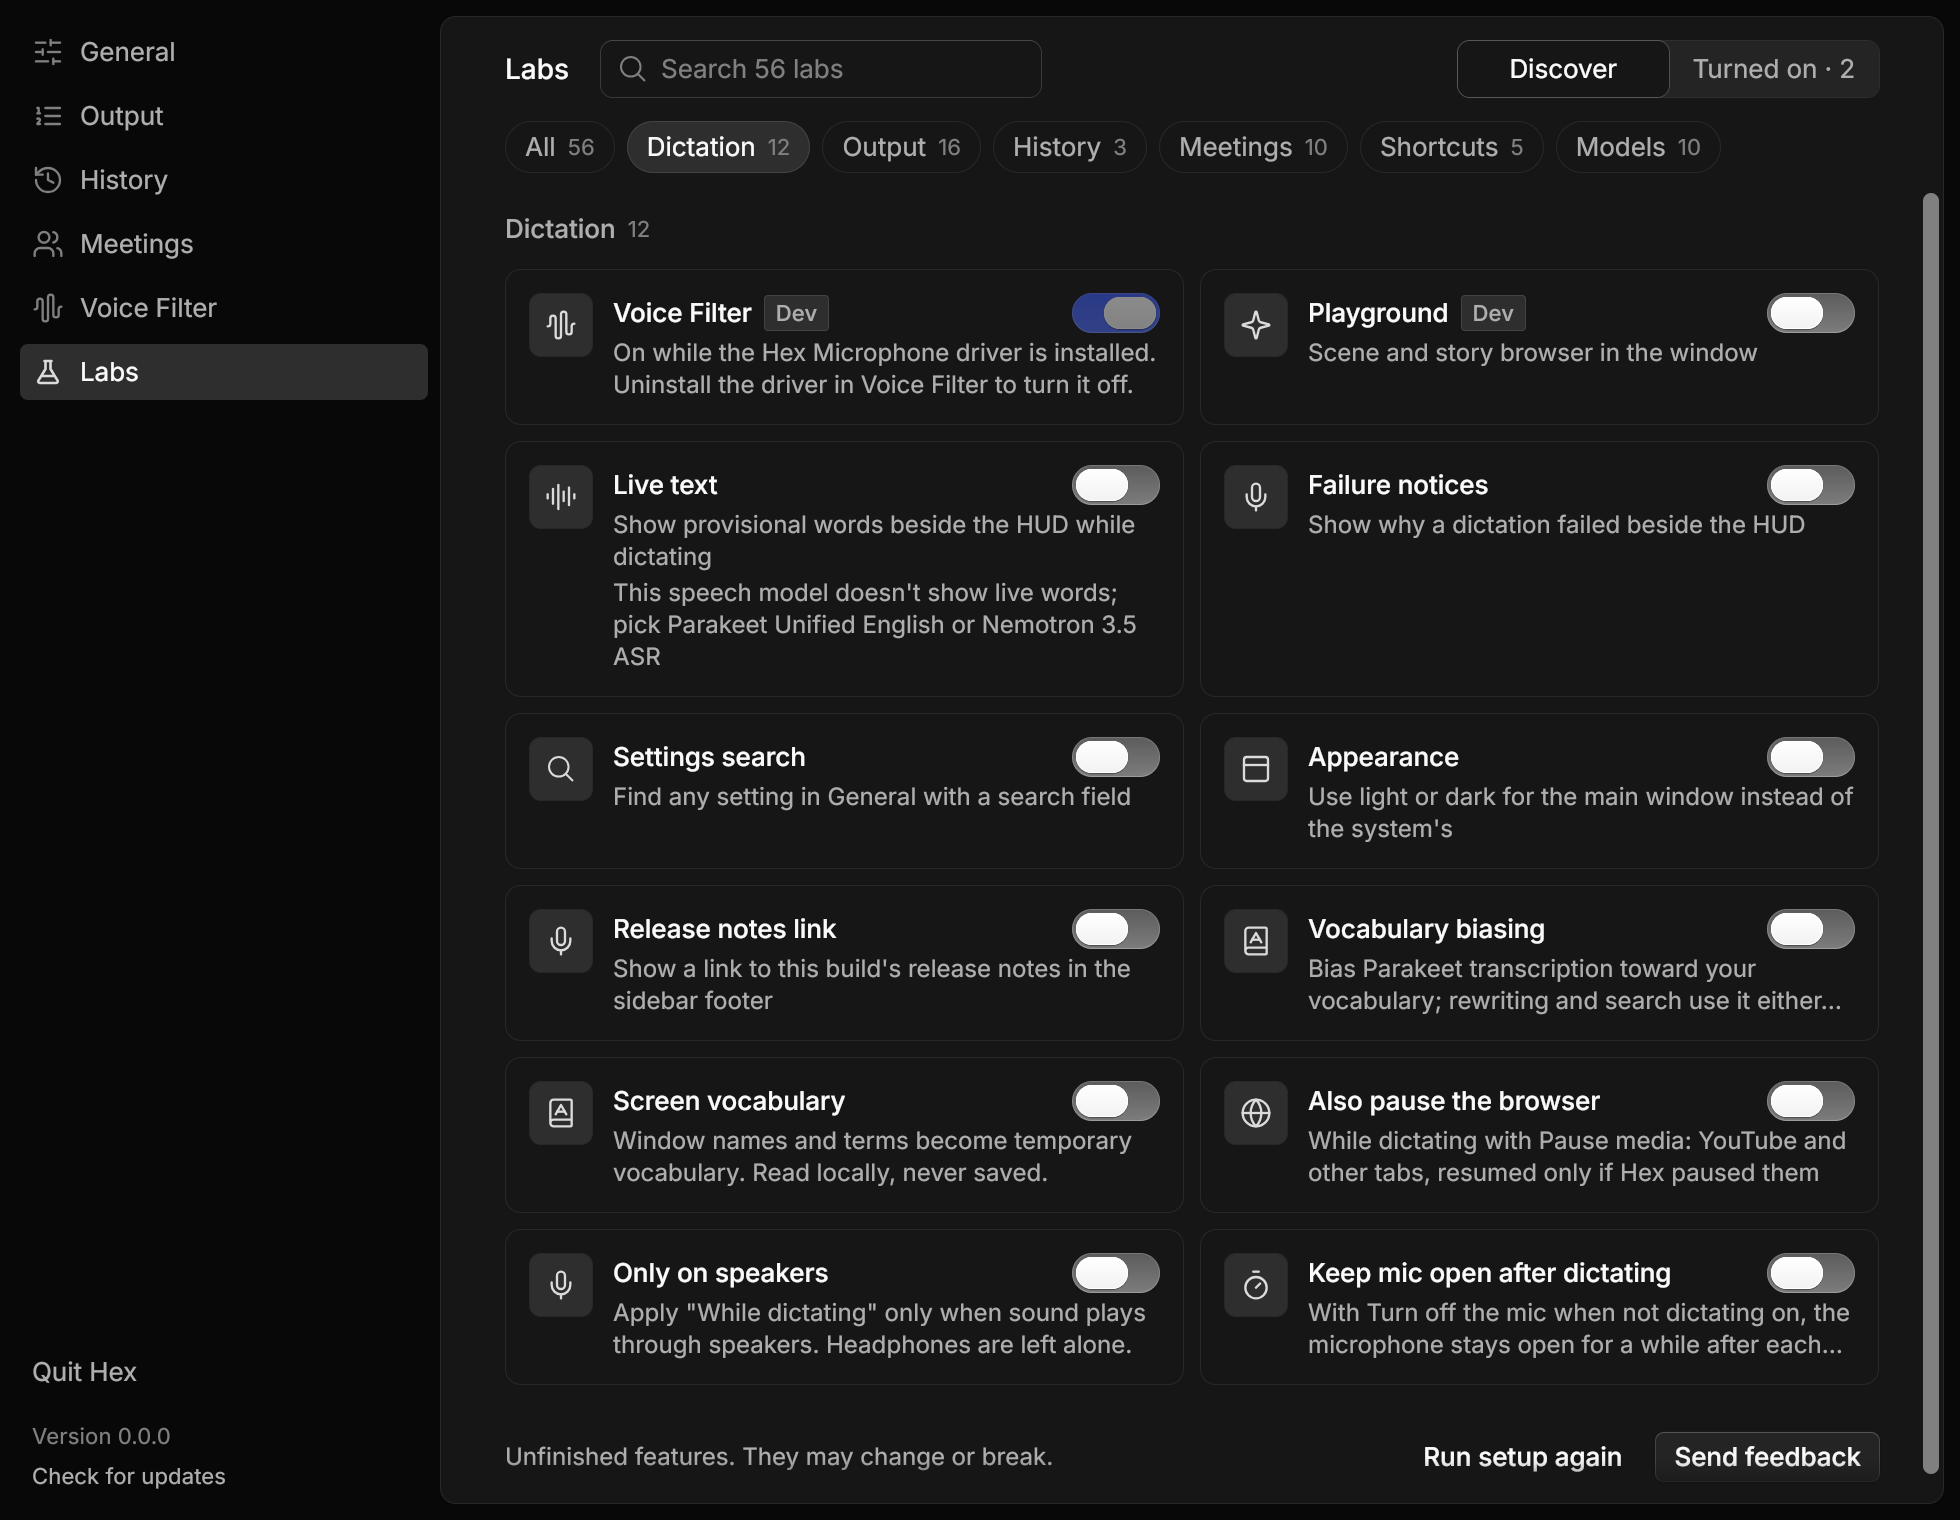 General
Output
History
Meetings
Voice Filter
Labs
Quit Hex
Version 0.0.0
Check for updates
Labs
Search 56 labs
Discover
Turned on · 2
All 56
Dictation 12
Output 16
History 3
Meetings 10
Shortcuts 5
Models 10
Dictation 12
Voice Filter Dev
On while the Hex Microphone driver is installed.
Uninstall the driver in Voice Filter to turn it off.
Playground Dev
Scene and story browser in the window
Live text
Show provisional words beside the HUD while
dictating
This speech model doesn't show live words;
pick Parakeet Unified English or Nemotron 3.5
ASR
Failure notices
Show why a dictation failed beside the HUD
Settings search
Find any setting in General with a search field
Appearance
Use light or dark for the main window instead of
the system's
Release notes link
Show a link to this build's release notes in the
sidebar footer
Vocabulary biasing
Bias Parakeet transcription toward your
vocabulary; rewriting and search use it either...
Screen vocabulary
Window names and terms become temporary
vocabulary. Read locally, never saved.
Also pause the browser
While dictating with Pause media: YouTube and
other tabs, resumed only if Hex paused them
Only on speakers
Apply "While dictating" only when sound plays
through speakers. Headphones are left alone.
Keep mic open after dictating
With Turn off the mic when not dictating on, the
microphone stays open for a while after each...
Unfinished features. They may change or break.
Run setup again
Send feedback